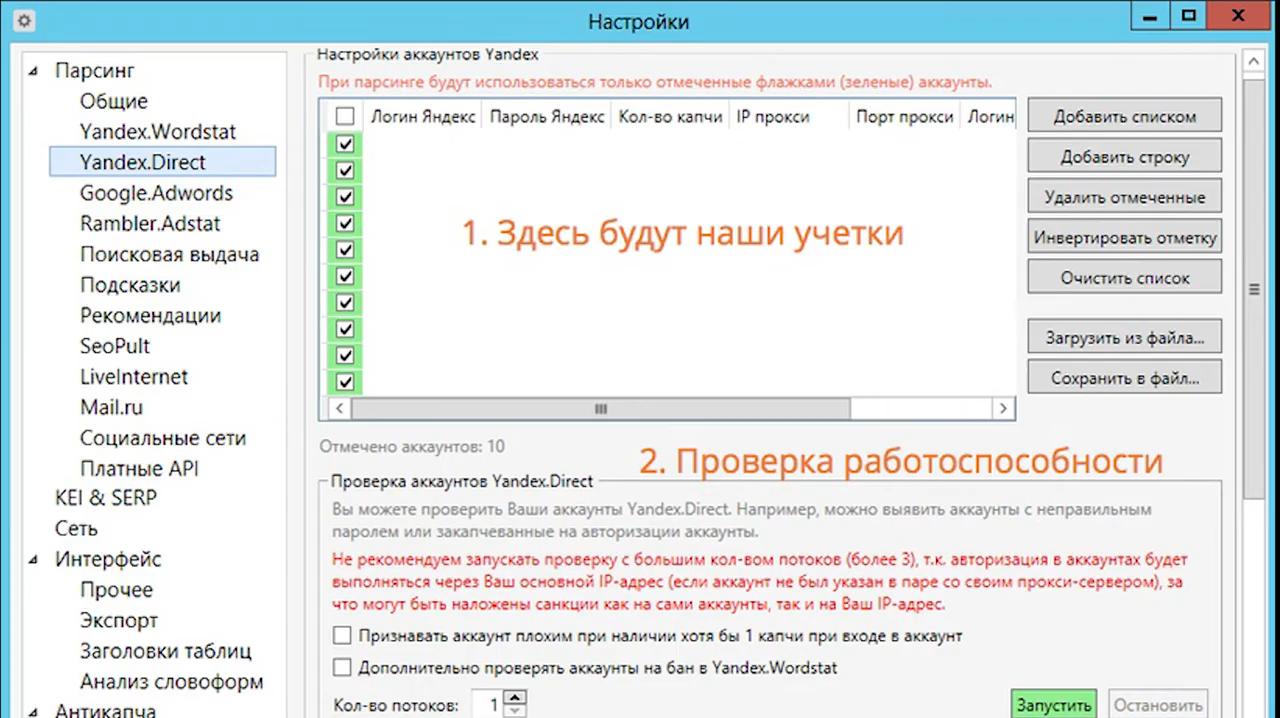 Настройки
Парсинг
Общие
Yandex.Wordstat
Yandex.Direct
Google.Adwords
Rambler.Adstat
Поисковая выдача
Подсказки
Рекомендации
SeoPult
LiveInternet
Mail.ru
Социальные сети
Платные API
KEI & SERP
Сеть
Интерфейс
Прочее
Экспорт
Заголовки таблиц
Анализ словоформ
Антикапча
Настройки аккаунтов Yandex
При парсинге будут использоваться только отмеченные флажками (зеленые) аккаунты.
Логин Яндекс Пароль Яндекс Кол-во капчи IP прокси Порт прокси Логин
1. Здесь будут наши учетки
Добавить списком
Добавить строку
Удалить отмеченные
Инвертировать отметку
Очистить список
Загрузить из файла...
Сохранить в файл...
Отмечено аккаунтов: 10
2. Проверка работоспособности
Проверка аккаунтов Yandex.Direct
Вы можете проверить Ваши аккаунты Yandex.Direct. Например, можно выявить аккаунты с неправильным
паролем или закапчеванные на авторизации аккаунты.
Не рекомендуем запускать проверку с большим кол-вом потоков (более 3), т.к. авторизация в аккаунтах будет
выполняться через Ваш основной IP-адрес (если аккаунт не был указан в паре со своим прокси-сервером), за
что могут быть наложены санкции как на сами аккаунты, так и на Ваш IP-адрес.
Признавать аккаунт плохим при наличии хотя бы 1 капчи при входе в аккаунт
Дополнительно проверять аккаунты на бан в Yandex.Wordstat
Кол-во потоков: 1 Запустить Остановить